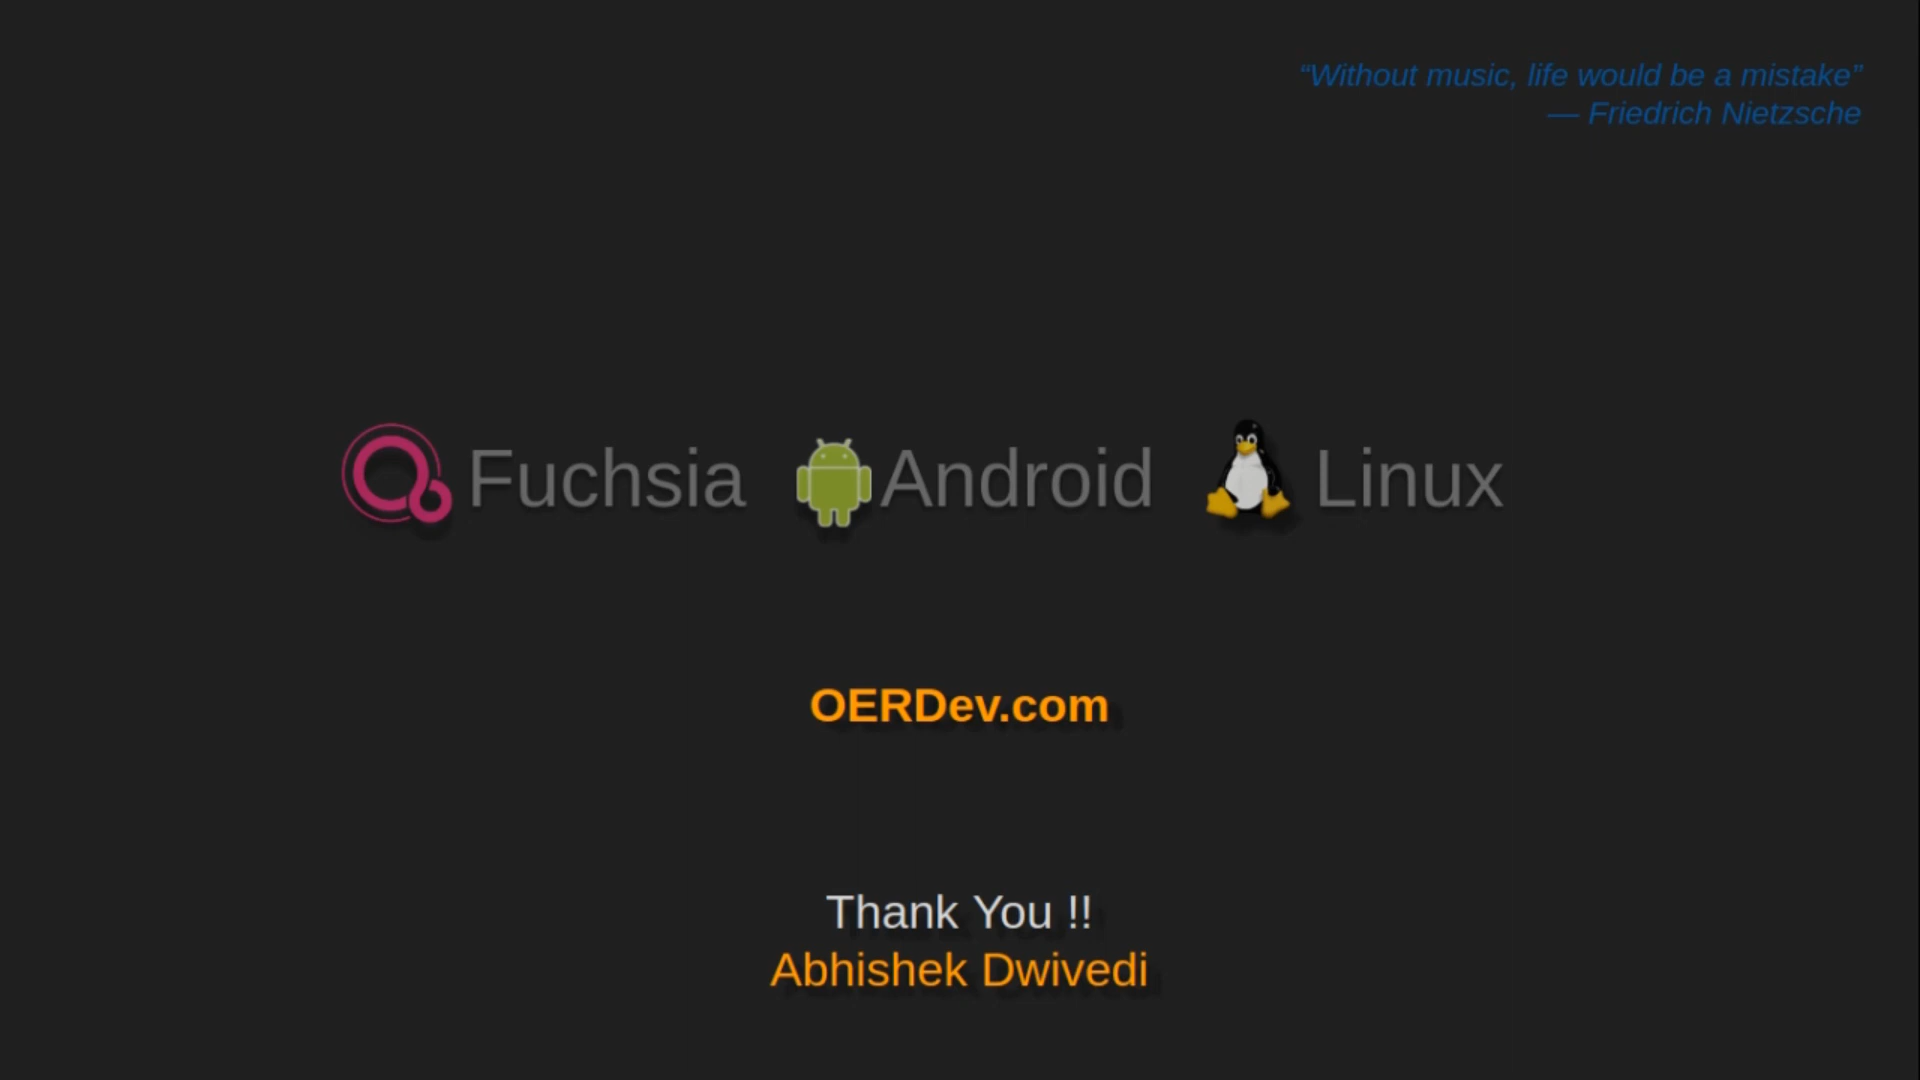 “Without music, life would be a mistake”
— Friedrich Nietzsche
Fuchsia Android Linux
OERDev.com
Thank You !!
Abhishek Dwivedi